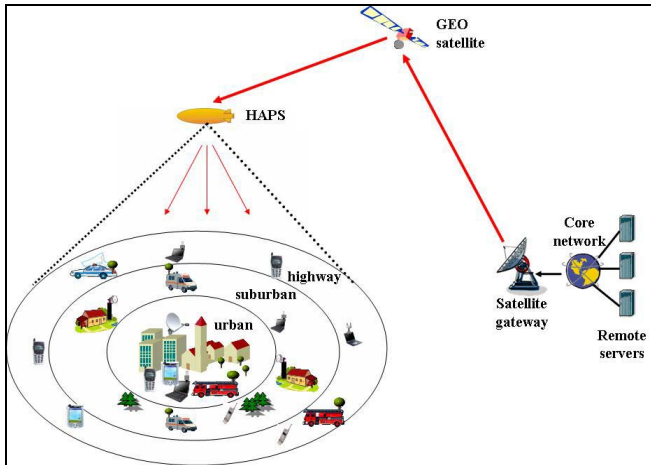 GEO
satellite
HAPS
highway
suburban
urban
Core
network
Satellite
gateway
Remote
servers